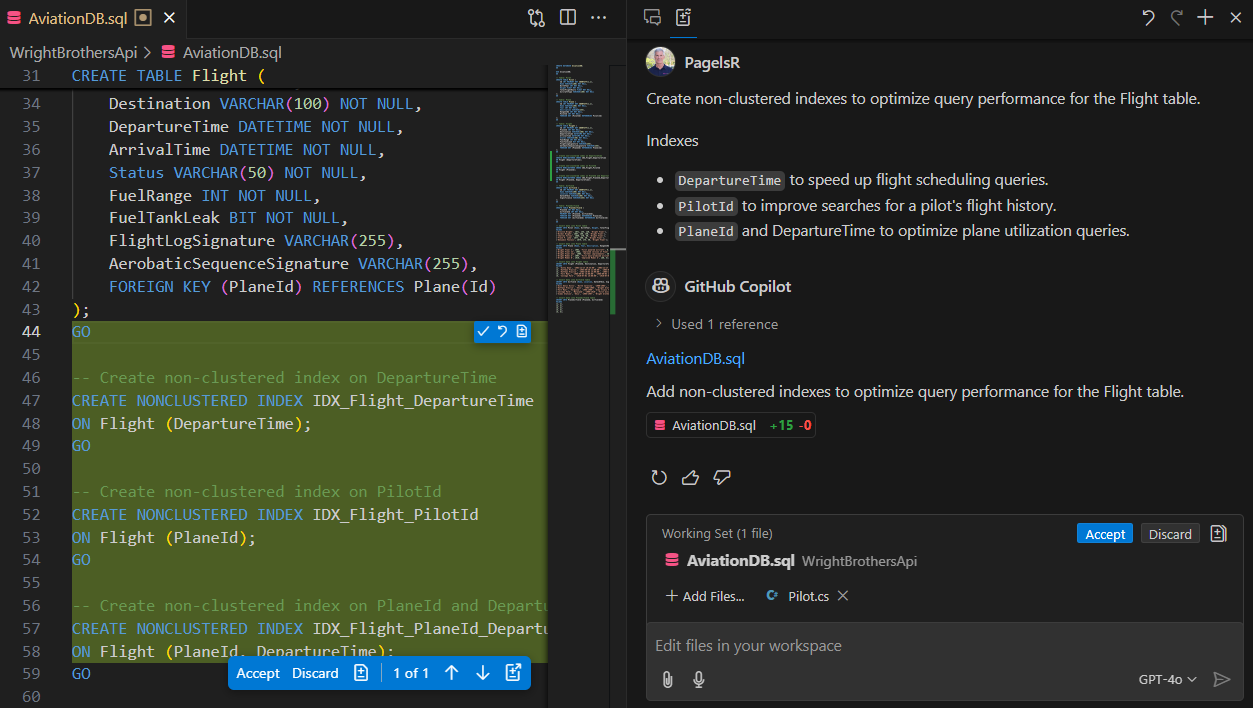 AviationDB.sql
WrightBrothersApi > AviationDB.sql
31 CREATE TABLE Flight (
34 Destination VARCHAR(100) NOT NULL,
35 DepartureTime DATETIME NOT NULL,
36 ArrivalTime DATETIME NOT NULL,
37 Status VARCHAR(50) NOT NULL,
38 FuelRange INT NOT NULL,
39 FuelTankLeak BIT NOT NULL,
40 FlightLogSignature VARCHAR(255),
41 AerobaticSequenceSignature VARCHAR(255),
42 FOREIGN KEY (PlaneId) REFERENCES Plane(Id)
43 );
44 GO
45
46 -- Create non-clustered index on DepartureTime
47 CREATE NONCLUSTERED INDEX IDX_Flight_DepartureTime
48 ON Flight (DepartureTime);
49 GO
50
51 -- Create non-clustered index on PilotId
52 CREATE NONCLUSTERED INDEX IDX_Flight_PilotId
53 ON Flight (PlaneId);
54 GO
55
56 -- Create non-clustered index on PlaneId and Departu
57 CREATE NONCLUSTERED INDEX IDX_Flight_PlaneId_Departu
58 ON Flight (PlaneId, DepartureTime);
59 GO
60
Accept Discard 1 of 1
PagelsR
Create non-clustered indexes to optimize query performance for the Flight table.
Indexes
• DepartureTime to speed up flight scheduling queries.
• PilotId to improve searches for a pilot's flight history.
• PlaneId and DepartureTime to optimize plane utilization queries.
GitHub Copilot
> Used 1 reference
AviationDB.sql
Add non-clustered indexes to optimize query performance for the Flight table.
AviationDB.sql +15 -0
Working Set (1 file) Accept Discard
AviationDB.sql WrightBrothersApi
+ Add Files... C# Pilot.cs
Edit files in your workspace
GPT-4o